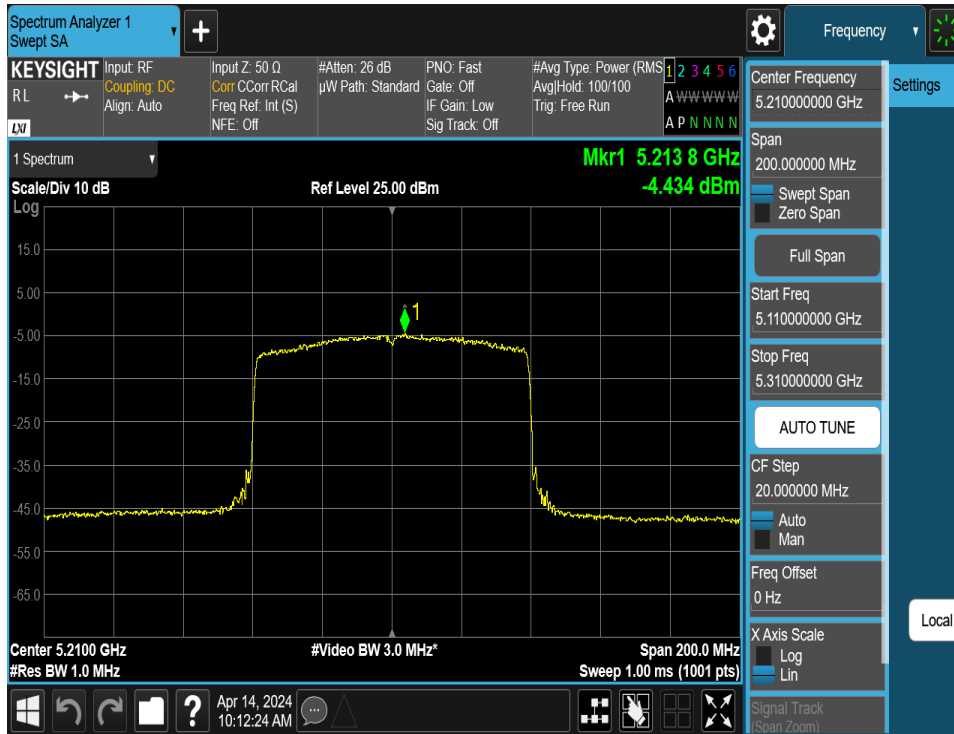 Spectrum Analyzer 1
Swept SA
+
Frequency
KEYSIGHT
R L
LXI
Input: RF
Coupling: DC
Align: Auto
Input Z: 50 Ω
Corr CCorr RCal
Freq Ref: Int (S)
NFE: Off
#Atten: 26 dB
µW Path: Standard
PNO: Fast
Gate: Off
IF Gain: Low
Sig Track: Off
#Avg Type: Power (RMS
Avg|Hold: 100/100
Trig: Free Run
1 2 3 4 5 6
A W W W W W
A P N N N N
1 Spectrum
Mkr1 5.213 8 GHz
Scale/Div 10 dB
Ref Level 25.00 dBm
-4.434 dBm
Log
15.0
5.00
1
-5.00
-15.0
-25.0
-35.0
-45.0
-55.0
-65.0
Center 5.2100 GHz
#Video BW 3.0 MHz*
Span 200.0 MHz
#Res BW 1.0 MHz
Sweep 1.00 ms (1001 pts)
Center Frequency
5.210000000 GHz
Settings
Span
200.000000 MHz
Swept Span
Zero Span
Full Span
Start Freq
5.110000000 GHz
Stop Freq
5.310000000 GHz
AUTO TUNE
CF Step
20.000000 MHz
Auto
Man
Freq Offset
0 Hz
Local
X Axis Scale
Log
Lin
Signal Track
(Span Zoom)
?
Apr 14, 2024
10:12:24 AM